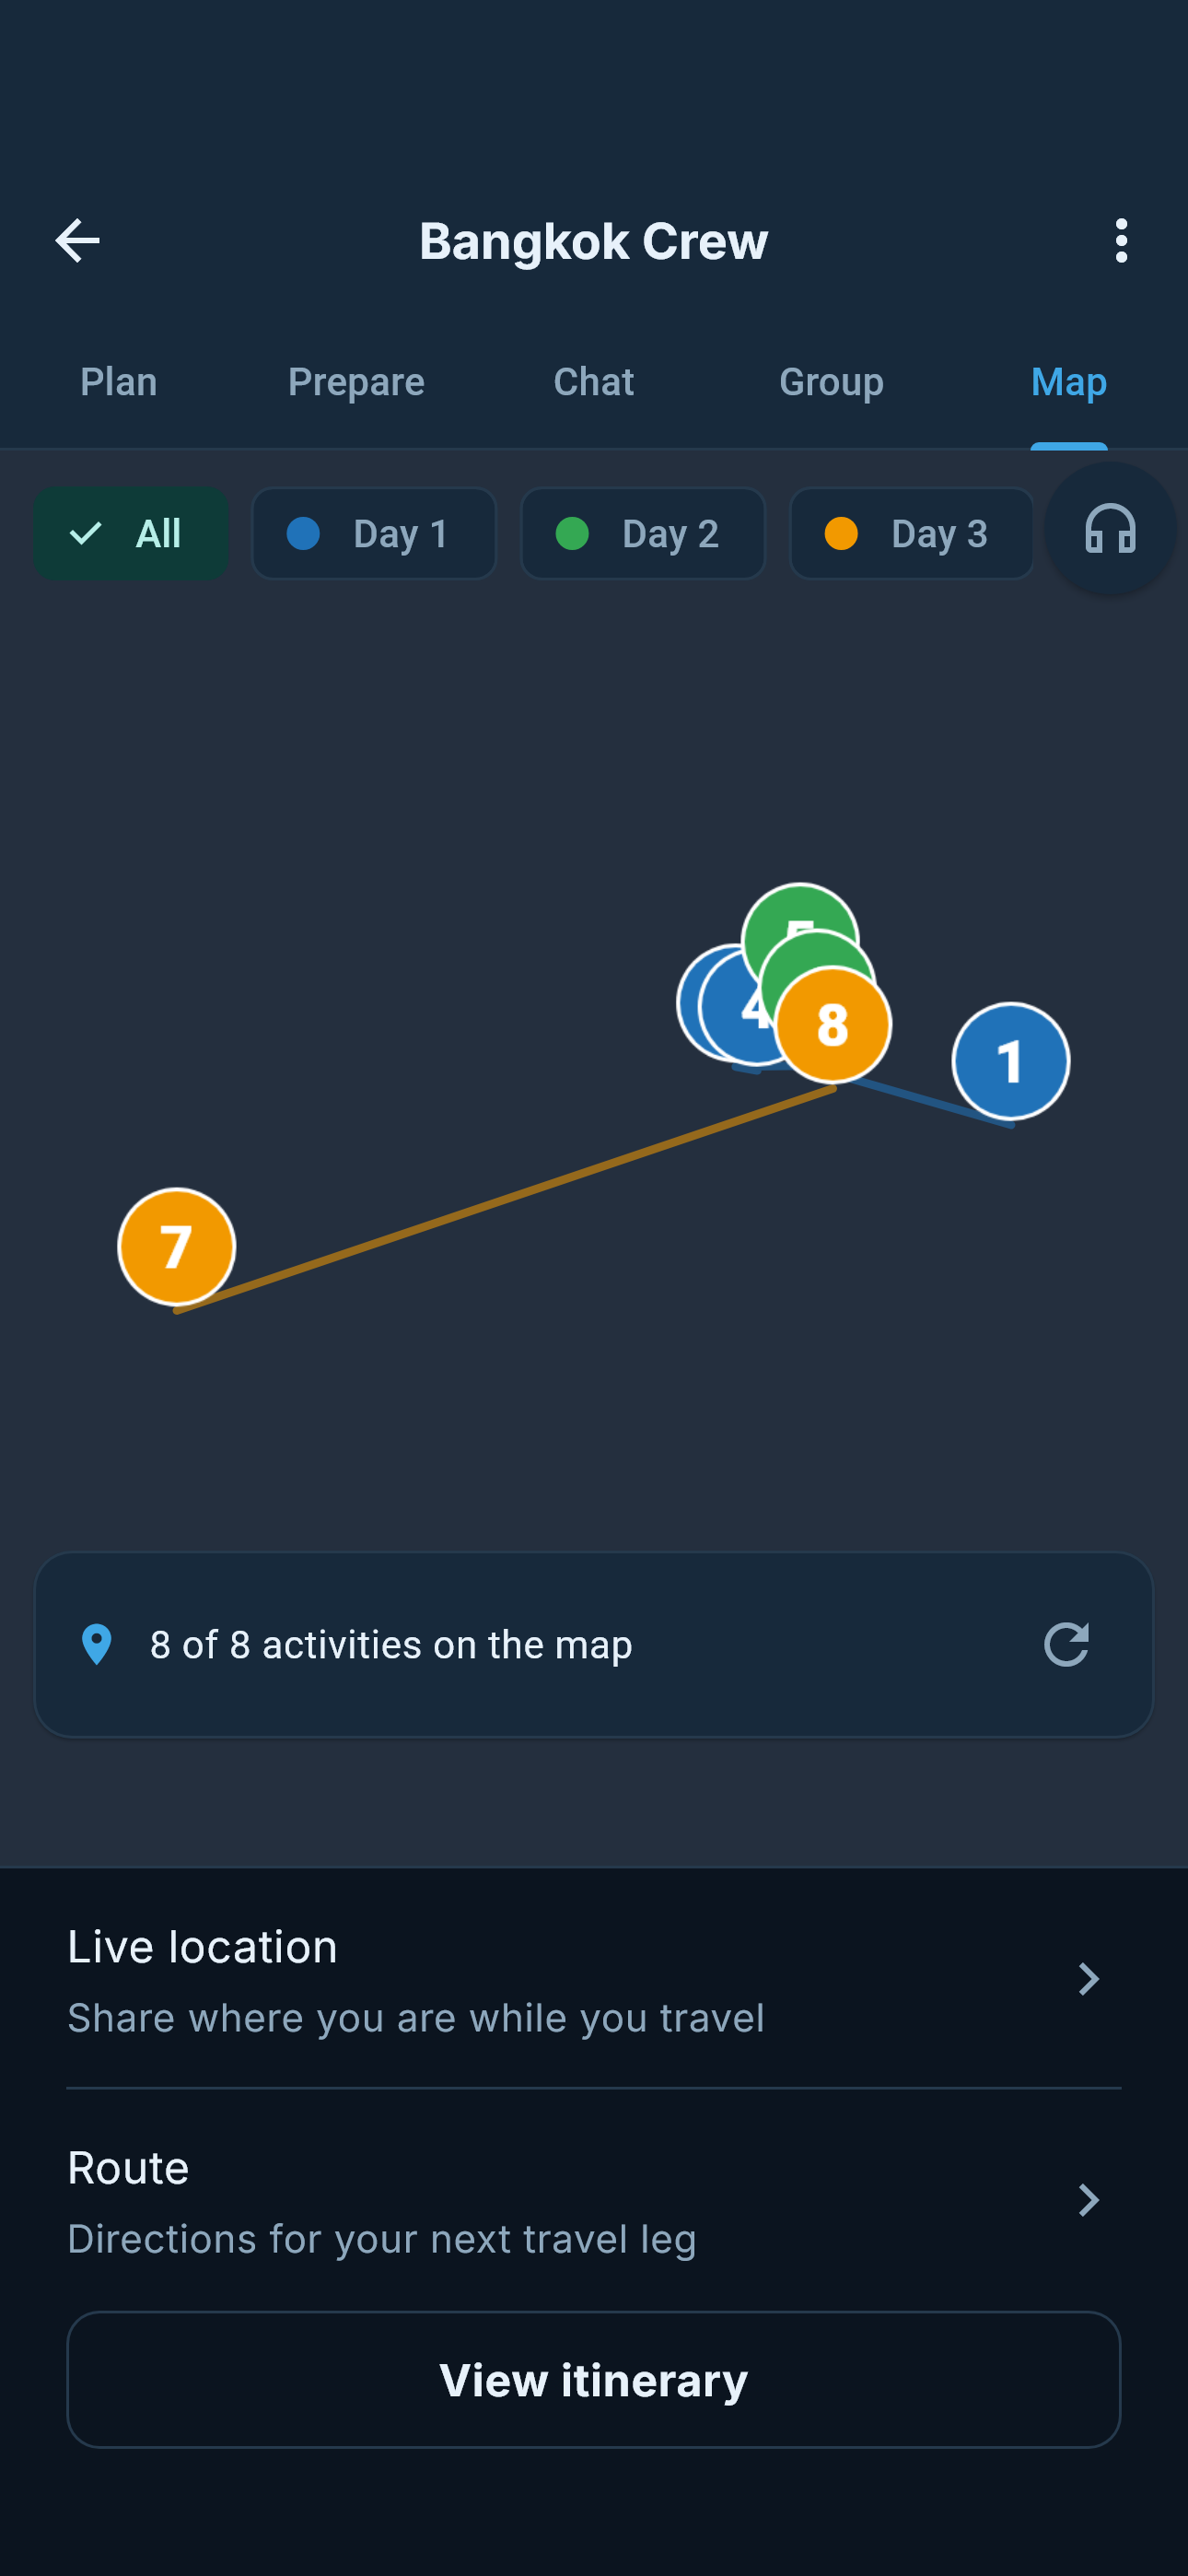 Bangkok Crew
Plan
Prepare
Chat
Group
Map
All
Day 1
Day 2
Day 3
4
8
1
7
8 of 8 activities on the map
Live location
Share where you are while you travel
Route
Directions for your next travel leg
View itinerary